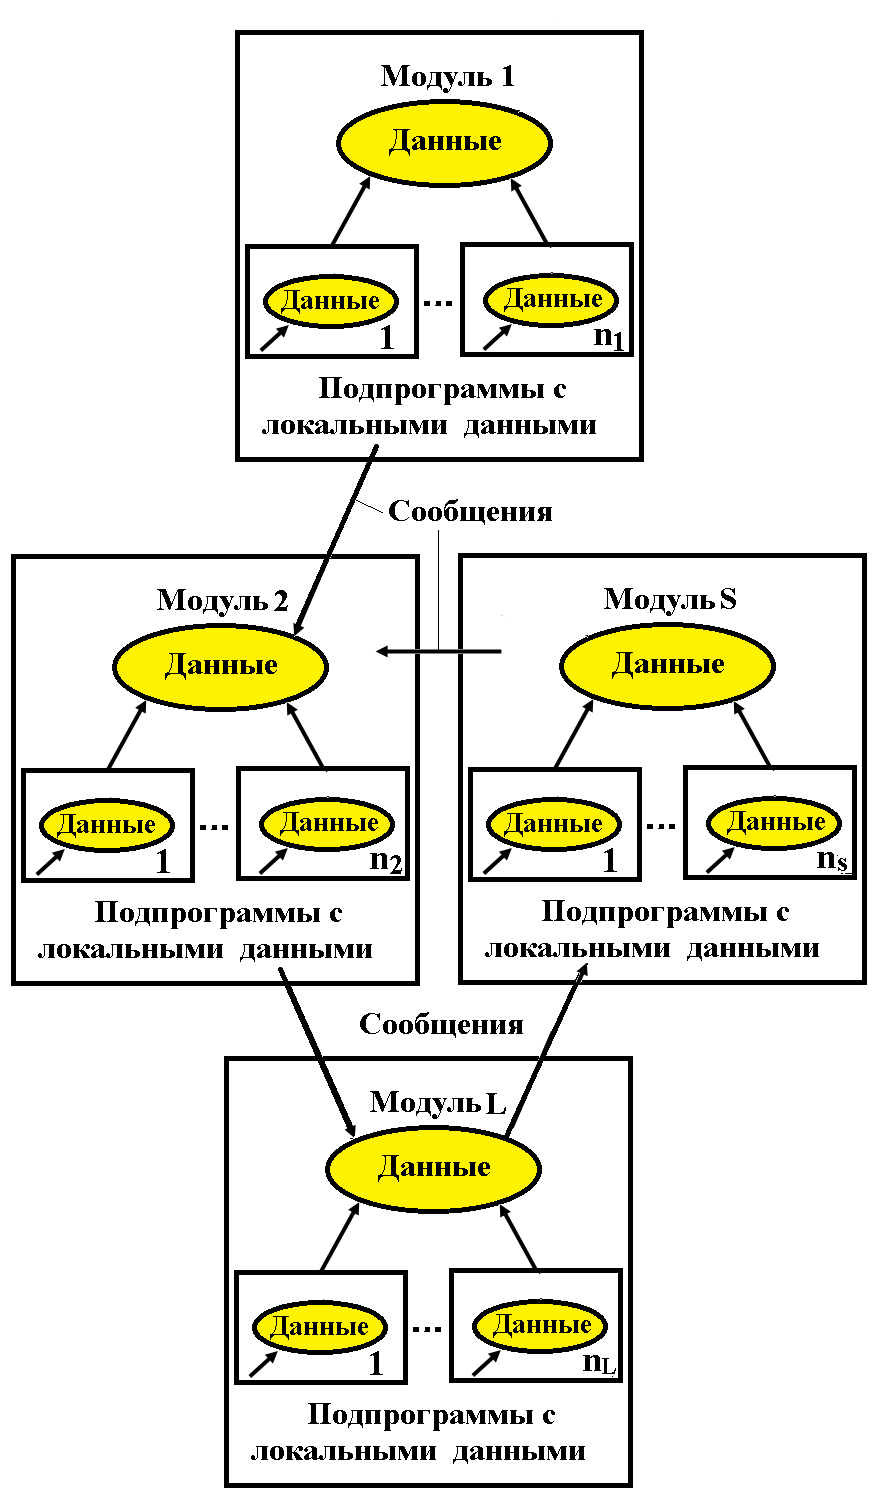 Модуль 1
Данные
Данные ... Данные
1 n1
Подпрограммы с
локальными данными
Сообщения
Модуль 2
Данные
Данные ... Данные
1 n2
Подпрограммы с
локальными данными
Модуль S
Данные
Данные ... Данные
1 ns
Подпрограммы с
локальными данными
Сообщения
Модуль L
Данные
Данные ... Данные
1 nL
Подпрограммы с
локальными данными